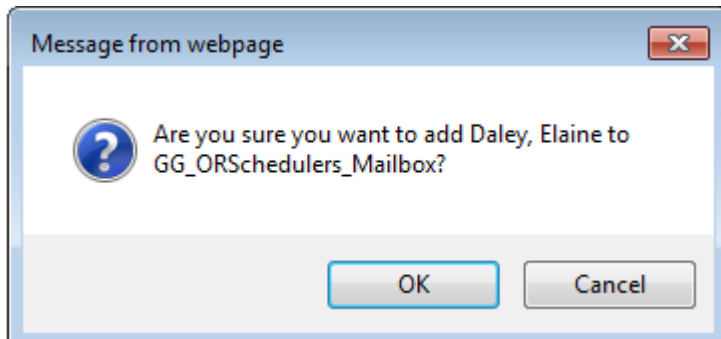 Message from webpage
Are you sure you want to add Daley, Elaine to
GG_ORSchedulers_Mailbox?
OK
Cancel